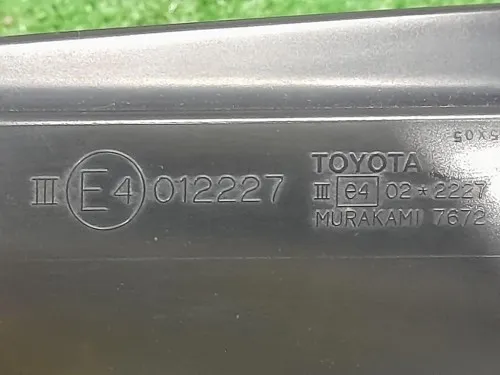 III E4 012227
TOYOTA
III e4 02*2227
MURAKAMI 7672
5X05